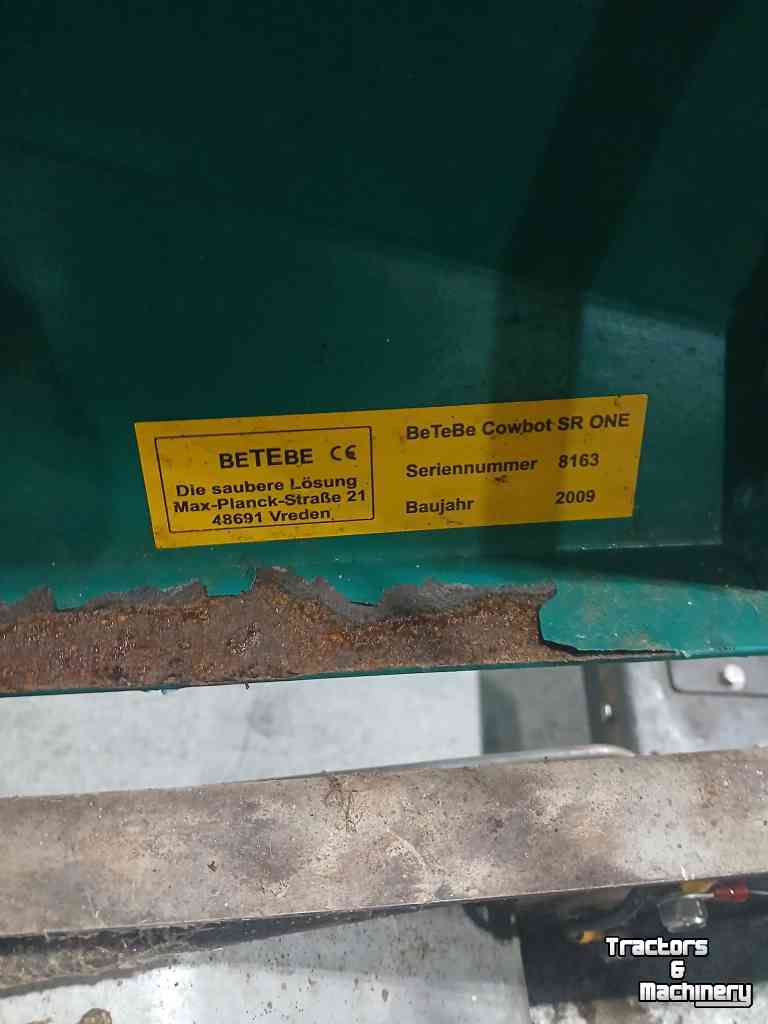 BETEBE CE
Die saubere Lösung
Max-Planck-Straße 21
48691 Vreden
BeTeBe Cowbot SR ONE
Seriennummer 8163
Baujahr 2009
Tractors
&
Machinery